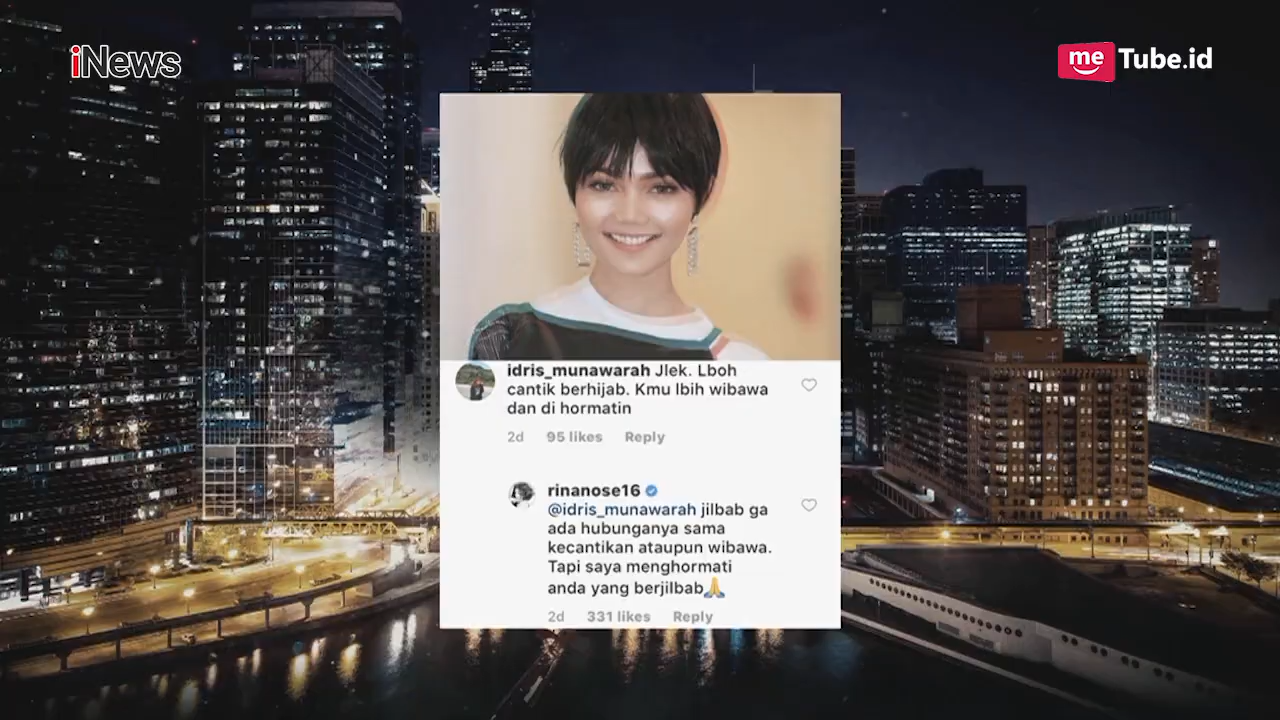 iNews
me Tube.id
idris_munawarah Jlek. Lboh
cantik berhijab. Kmu lbih wibawa
dan di hormatin
2d 95 likes Reply
rinanose16
@idris_munawarah jilbab ga
ada hubunganya sama
kecantikan ataupun wibawa.
Tapi saya menghormati
anda yang berjilbab🙏
2d 331 likes Reply